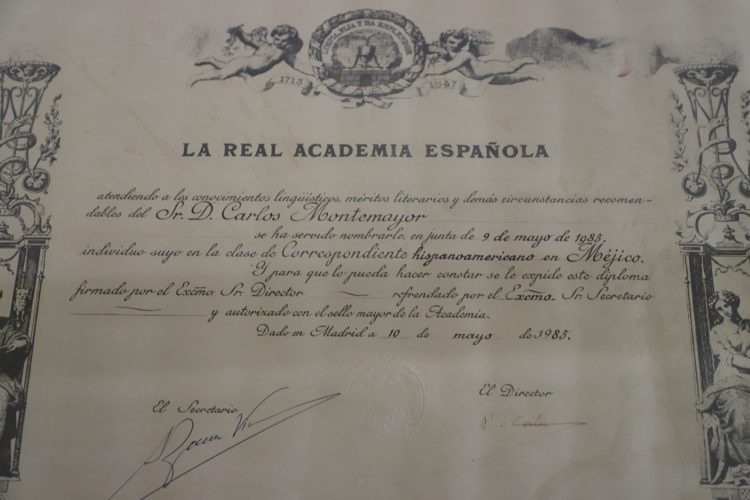 LIMPIA, FIJA Y DA ESPLENDOR
1713 1847
LA REAL ACADEMIA ESPAÑOLA
atendiendo a los conocimientos lingüísticos, méritos literarios y demás circunstancias recomen-
dables del Sr. D. Carlos Montemayor
se ha servido nombrarle, en junta de 9 de mayo de 1985,
individuo suyo en la clase de Correspondiente hispanoamericano en Méjico.
Y para que lo pueda hacer constar se le expide este diploma
firmado por el Excmo. Sr. Director — refrendado por el Excmo. Sr. Secretario
— y autorizado con el sello mayor de la Academia.
Dado en Madrid a 10 de mayo de 1985.
El Secretario, El Director